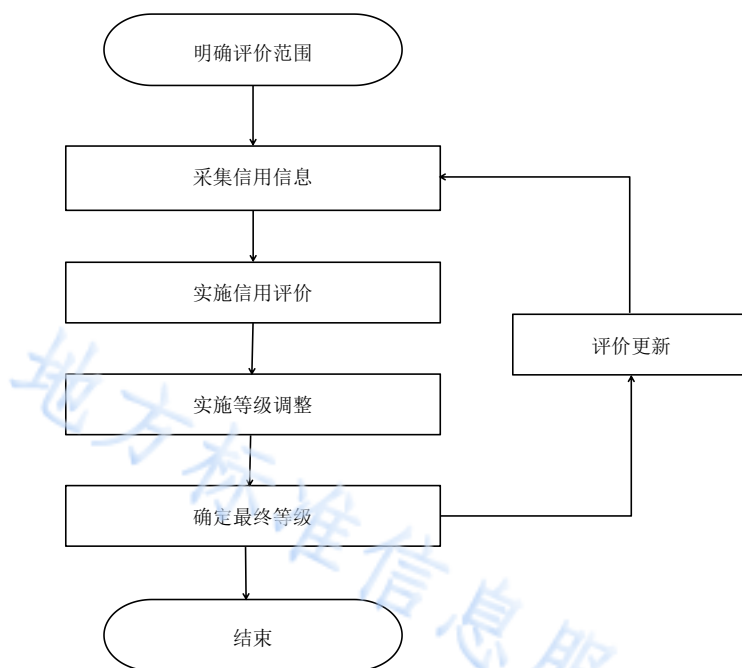 明确评价范围
采集信用信息
实施信用评价
评价更新
实施等级调整
确定最终等级
结束
地方标准信息服